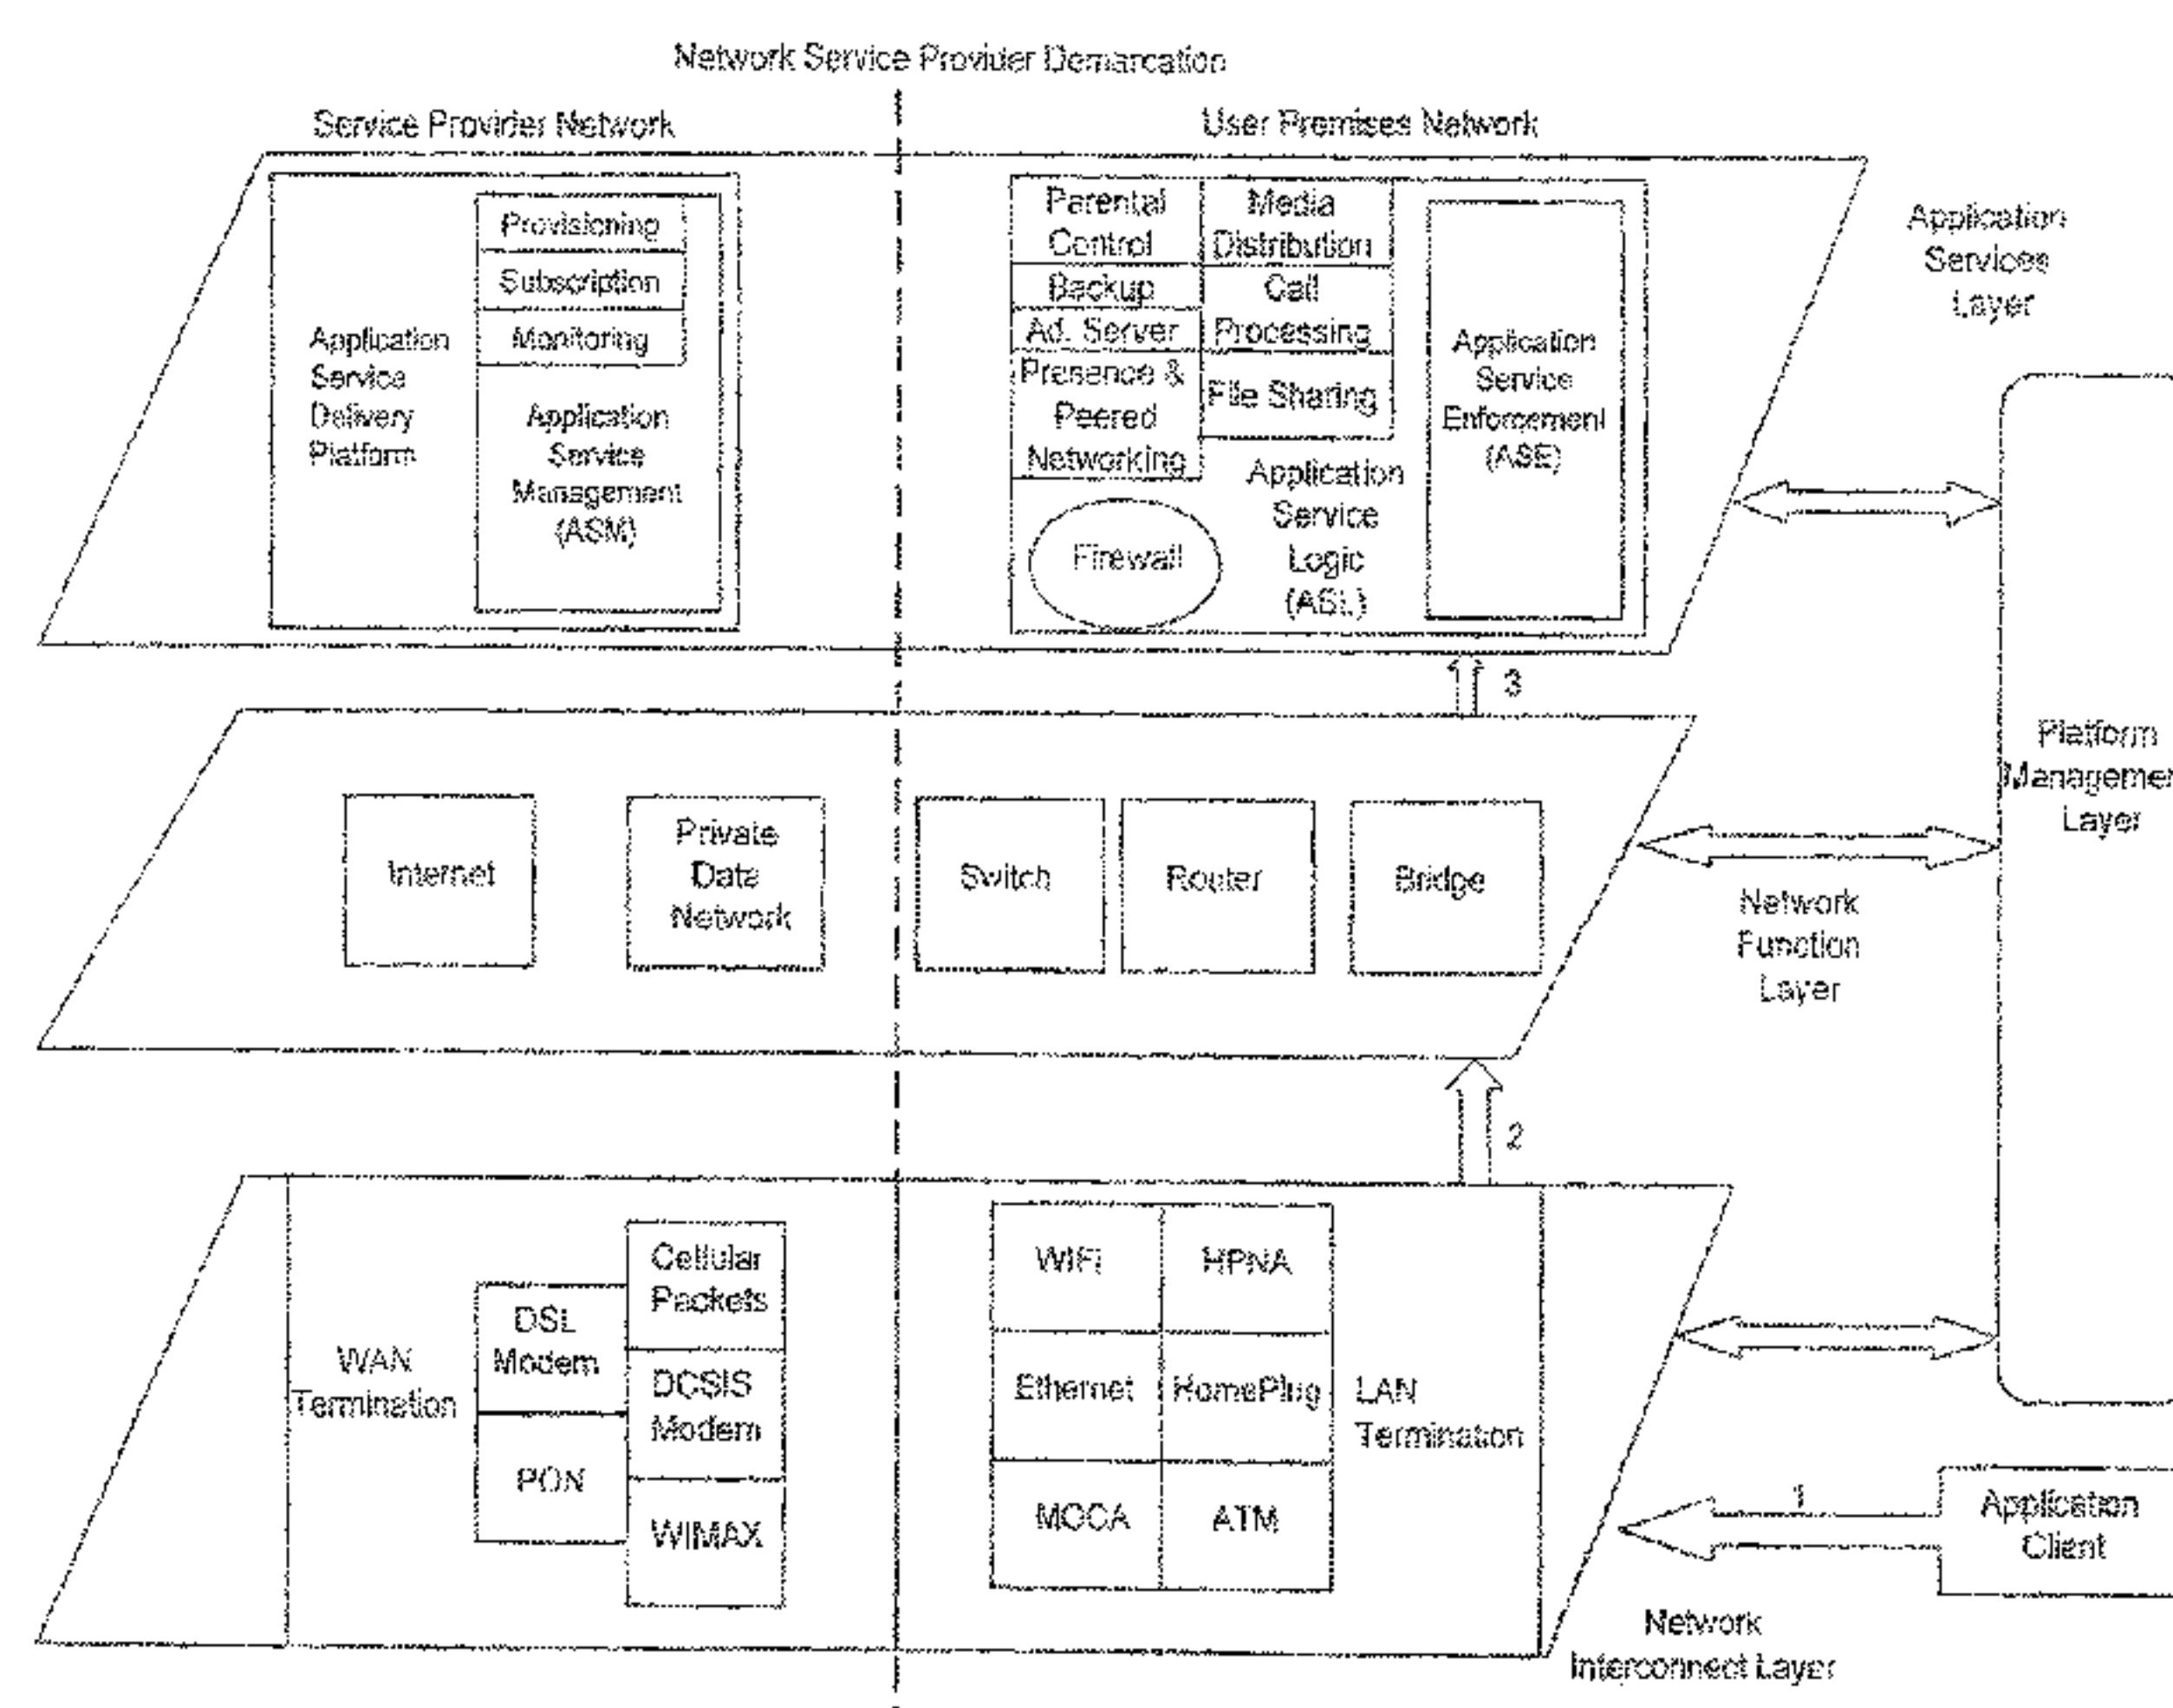 Network Service Provider Demarcation
Service Provider Network
User Premises Network
Provisioning
Subscription
Monitoring
Application
Service
Delivery
Platform
Application
Service
Management
(ASM)
Parental
Control
Backup
Ad. Server
Presence &
Peered
Networking
Media
Distribution
Call
Processing
File Sharing
Firewall
Application
Service
Logic
(ASL)
Application
Service
Enforcement
(ASE)
Application
Services
Layer
3
Internet
Private
Data
Network
Switch
Router
Bridge
Network
Function
Layer
Platform
Managemen
Layer
2
WAN
Termination
DSL
Modem
PON
Cellular
Packets
DCSIS
Modem
WIMAX
WIFI
HPNA
Ethernet
HomePlug
MOCA
ATM
LAN
Termination
1
Application
Client
Network
Interconnect Layer